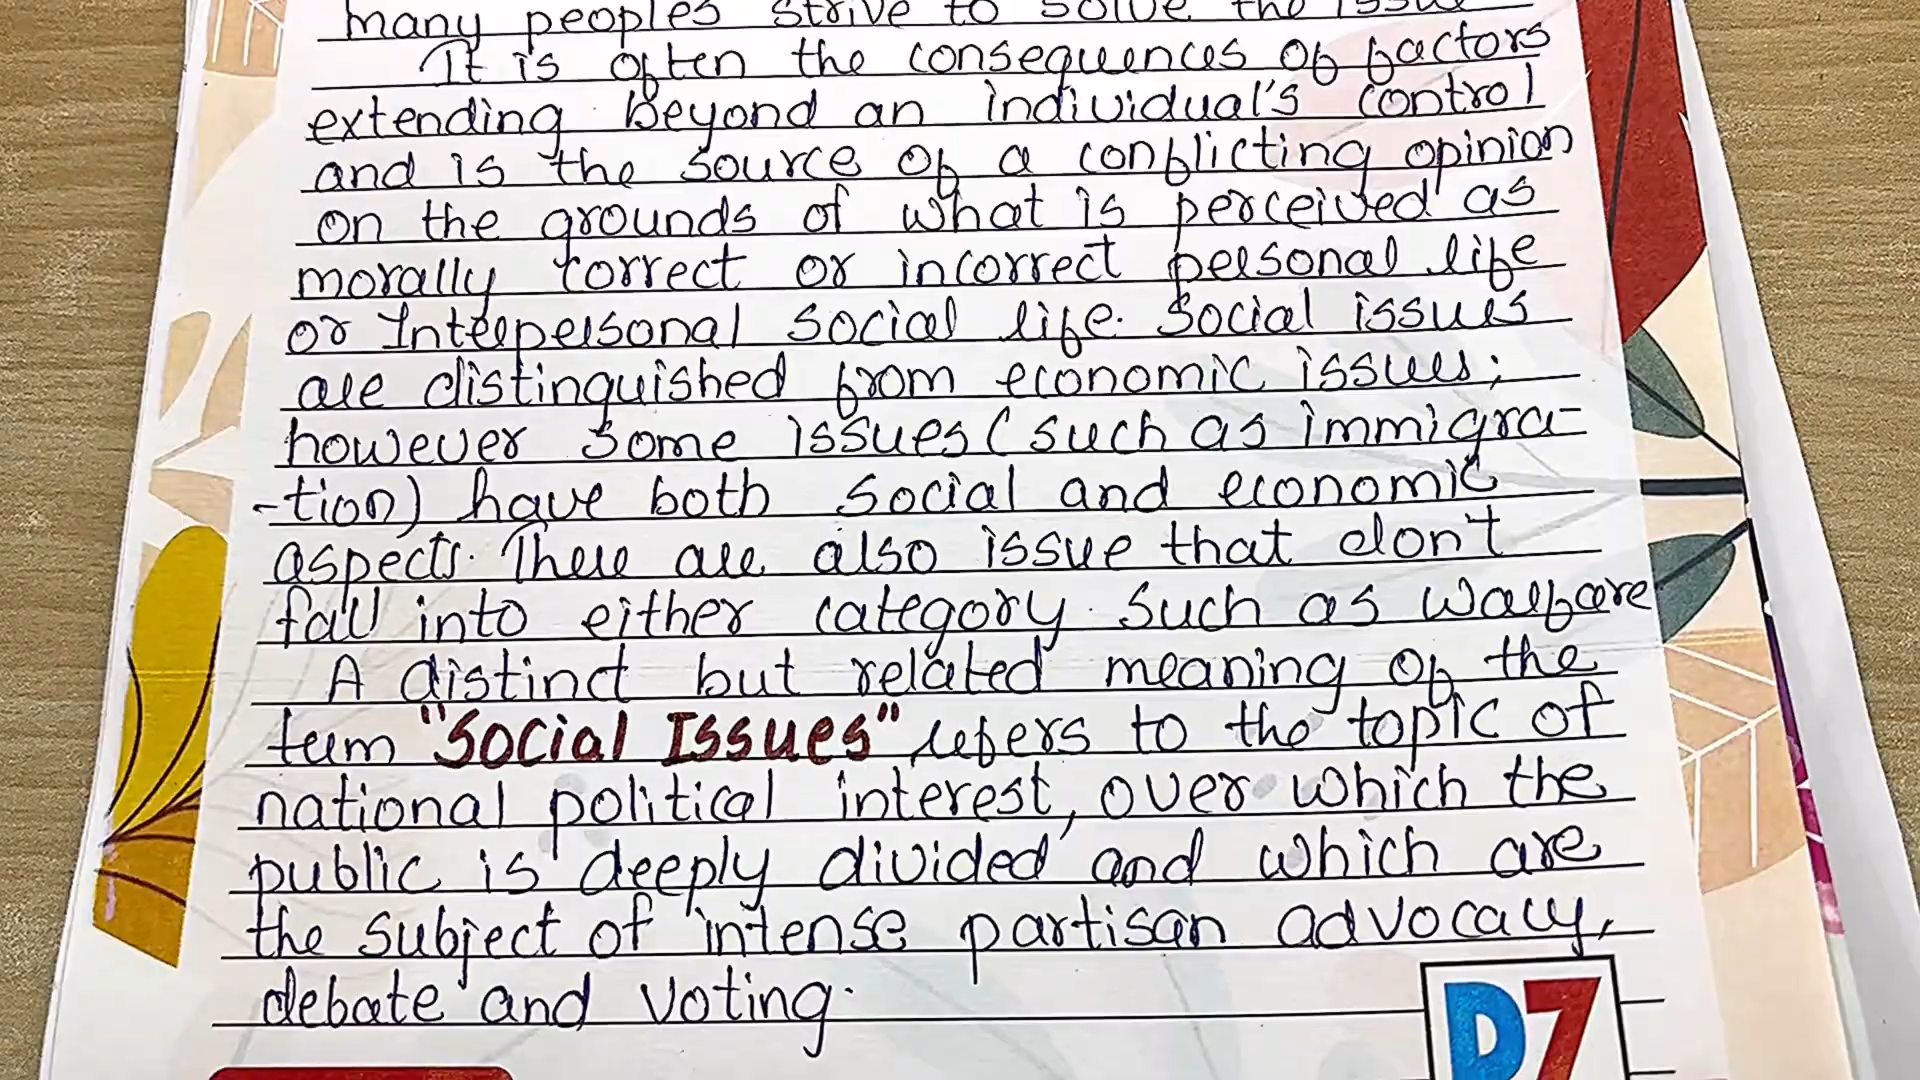 many peoples strive to solve the issue
It is often the consequences of factors
extending beyond an individual's control
and is the source of a conflicting opinion
on the grounds of what is perceived as
morally correct or incorrect personal life
or Interpersonal social life. Social issues
are distinguished from economic issues;
however some issues (such as immigra-
-tion) have both social and economic
aspects. There are also issue that don't
fall into either category. Such as Walfare
A distinct but related meaning of the
term "Social Issues" refers to the topic of
national political interest, over which the
public is deeply divided and which are
the subject of intense partisan advocacy,
debate and voting.
DZ